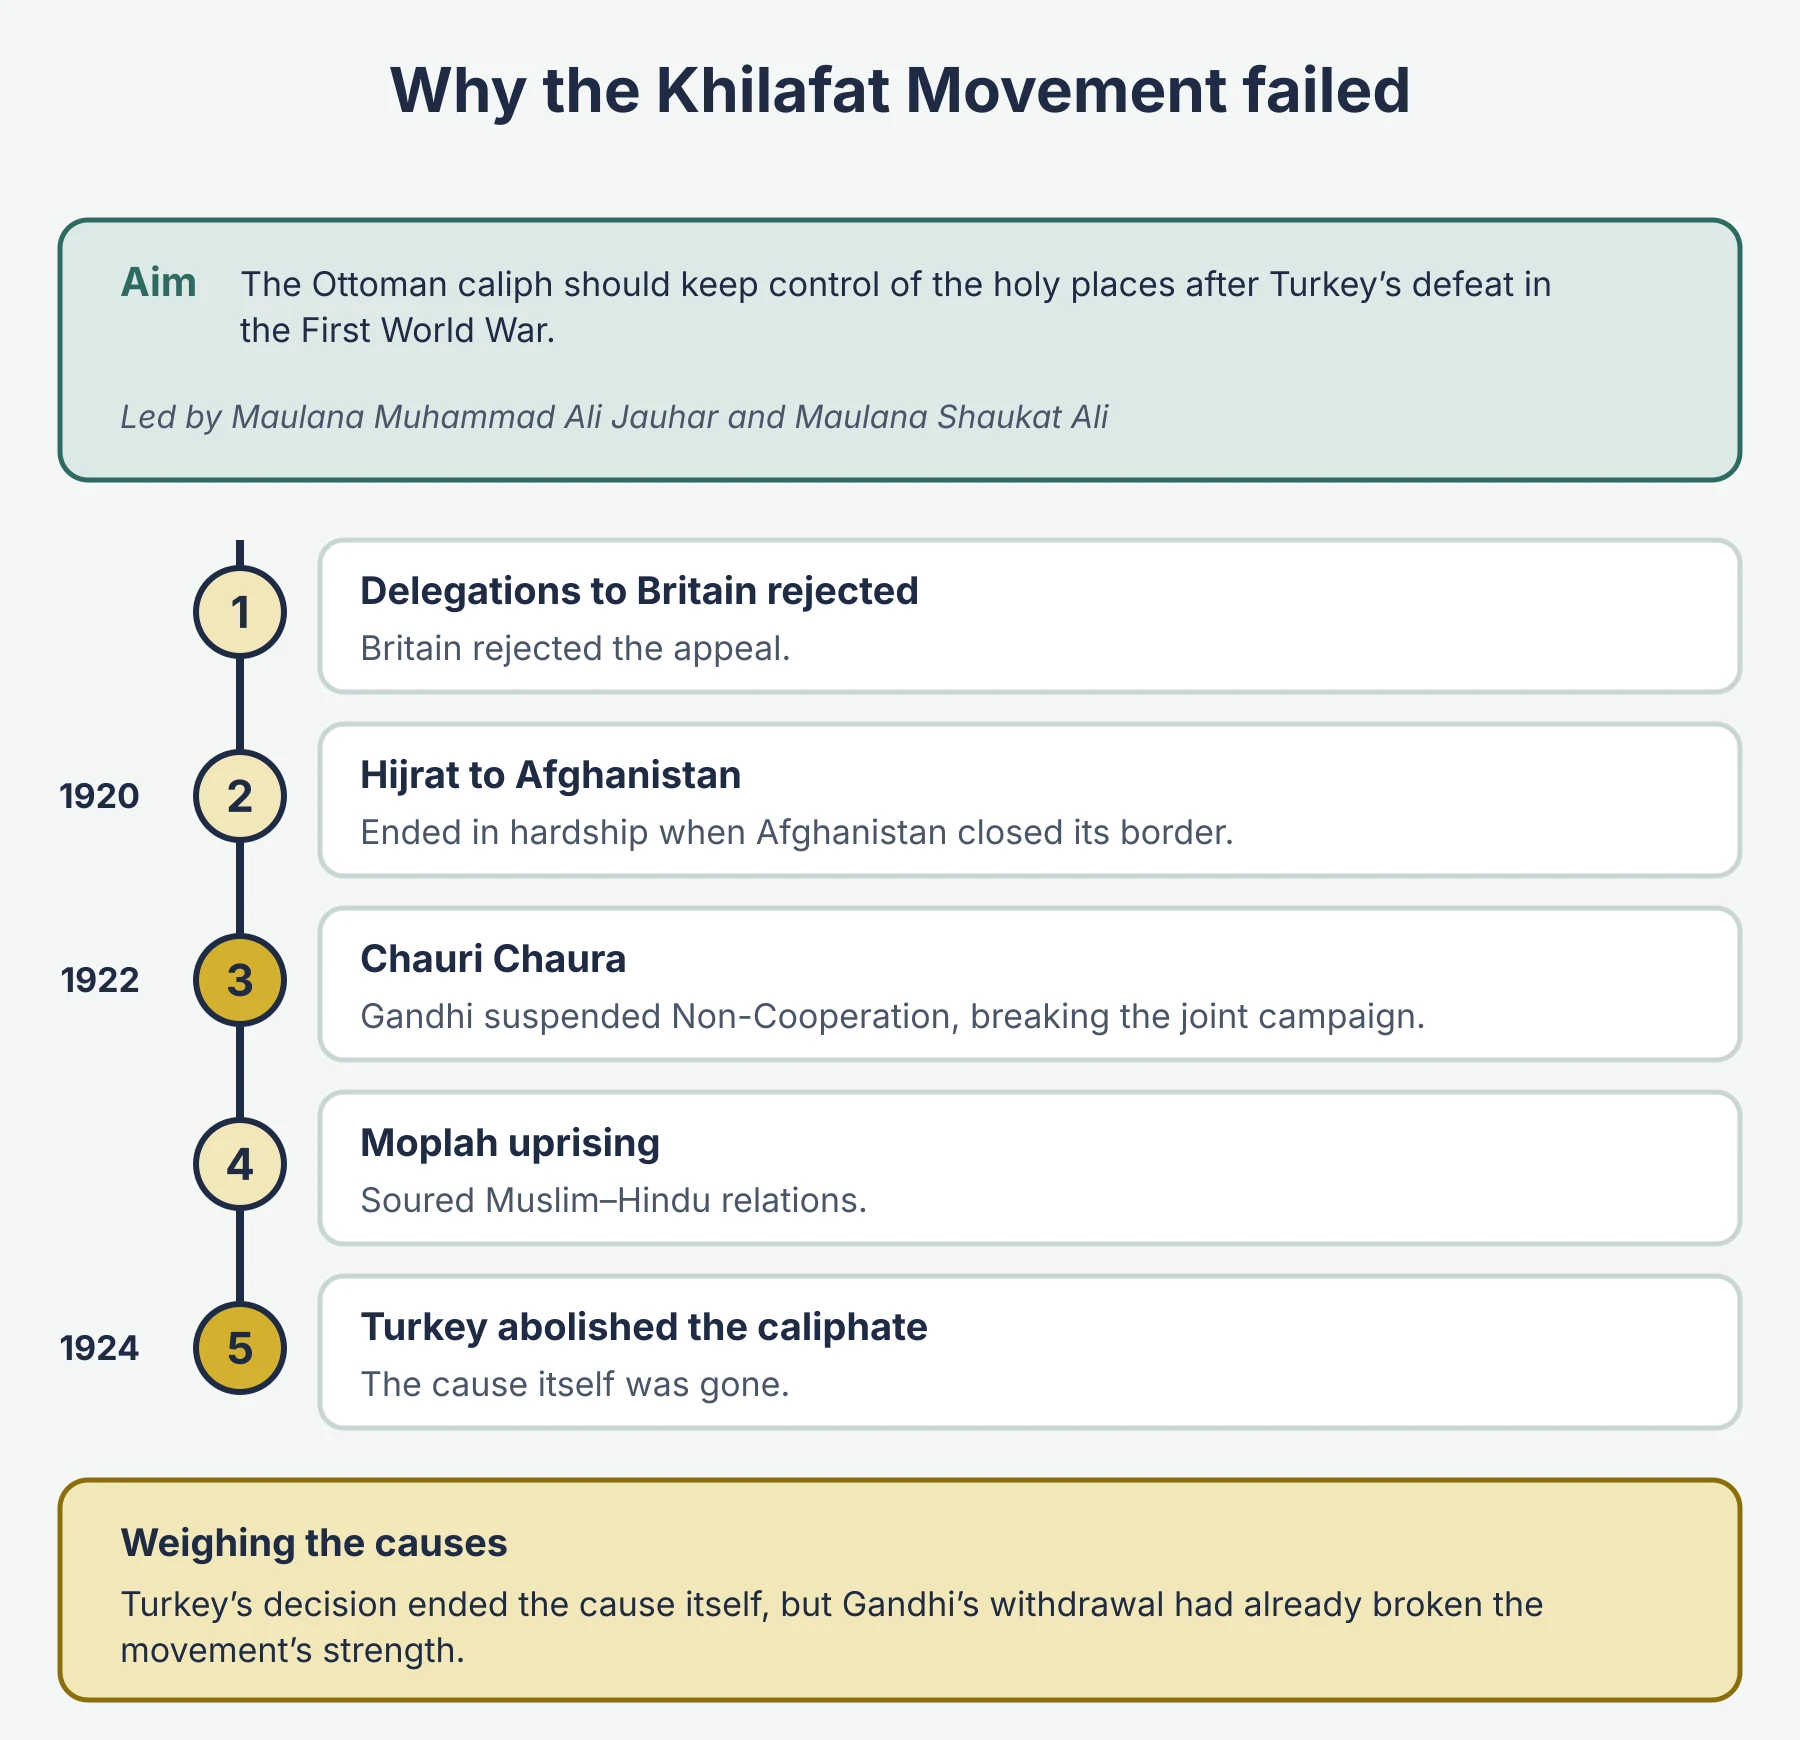 Why the Khilafat Movement failed
Aim
The Ottoman caliph should keep control of the holy places after Turkey’s defeat in
the First World War.
Led by Maulana Muhammad Ali Jauhar and Maulana Shaukat Ali
1
Delegations to Britain rejected
Britain rejected the appeal.
1920
2
Hijrat to Afghanistan
Ended in hardship when Afghanistan closed its border.
1922
3
Chauri Chaura
Gandhi suspended Non-Cooperation, breaking the joint campaign.
4
Moplah uprising
Soured Muslim–Hindu relations.
1924
5
Turkey abolished the caliphate
The cause itself was gone.
Weighing the causes
Turkey’s decision ended the cause itself, but Gandhi’s withdrawal had already broken the
movement’s strength.